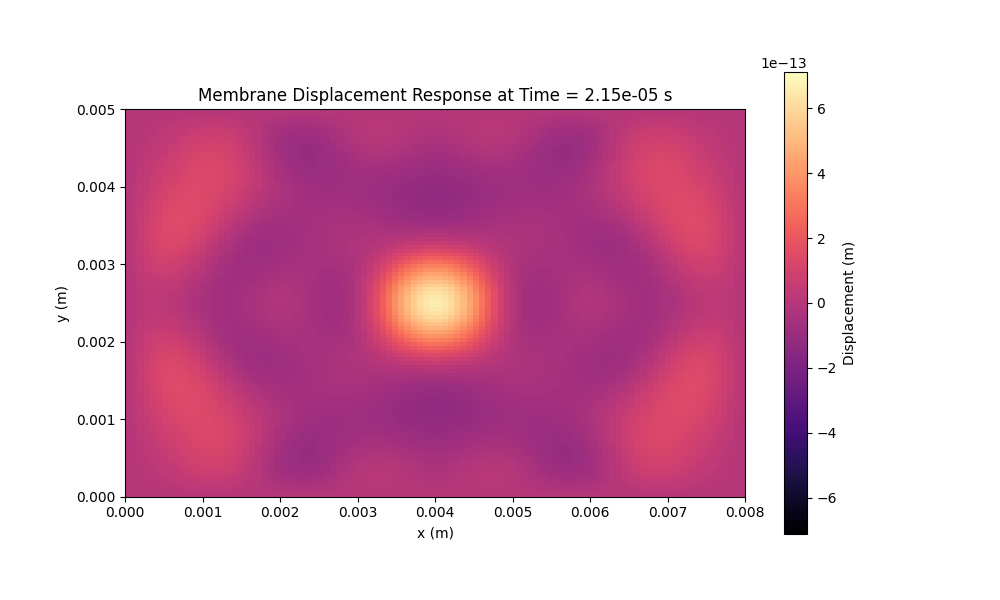 1e−13
Membrane Displacement Response at Time = 2.15e-05 s
0.005
0.004
0.003
0.002
0.001
0.000
y (m)
0.000 0.001 0.002 0.003 0.004 0.005 0.006 0.007 0.008
x (m)
6
4
2
0
−2
−4
−6
Displacement (m)